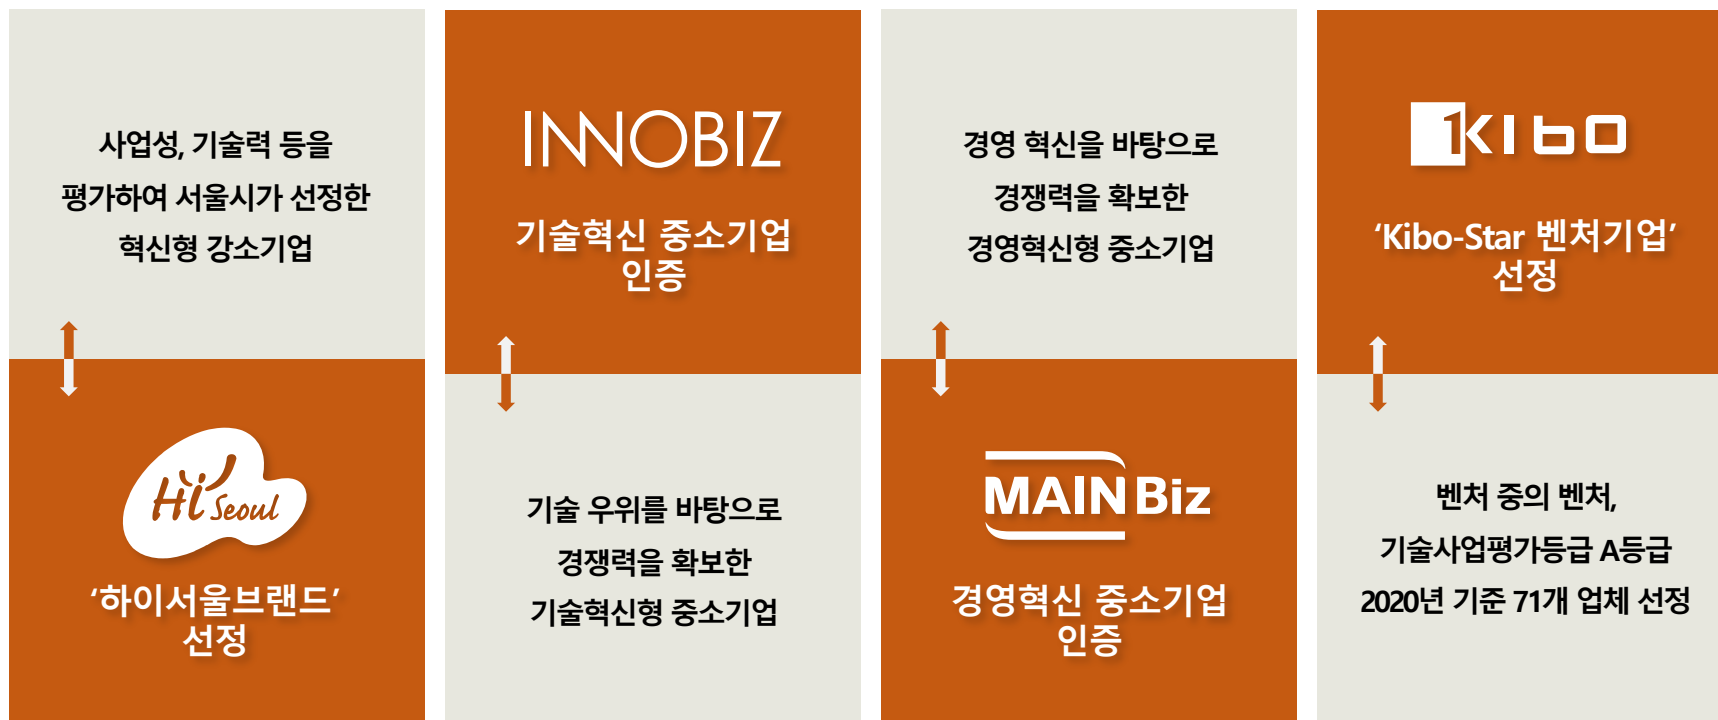 사업성, 기술력 등을
평가하여 서울시가 선정한
혁신형 강소기업
Hi Seoul
‘하이서울브랜드’
선정
INNOBIZ
기술혁신 중소기업
인증
기술 우위를 바탕으로
경쟁력을 확보한
기술혁신형 중소기업
경영 혁신을 바탕으로
경쟁력을 확보한
경영혁신형 중소기업
MAIN Biz
경영혁신 중소기업
인증
1KIbO
‘Kibo-Star 벤처기업’
선정
벤처 중의 벤처,
기술사업평가등급 A등급
2020년 기준 71개 업체 선정